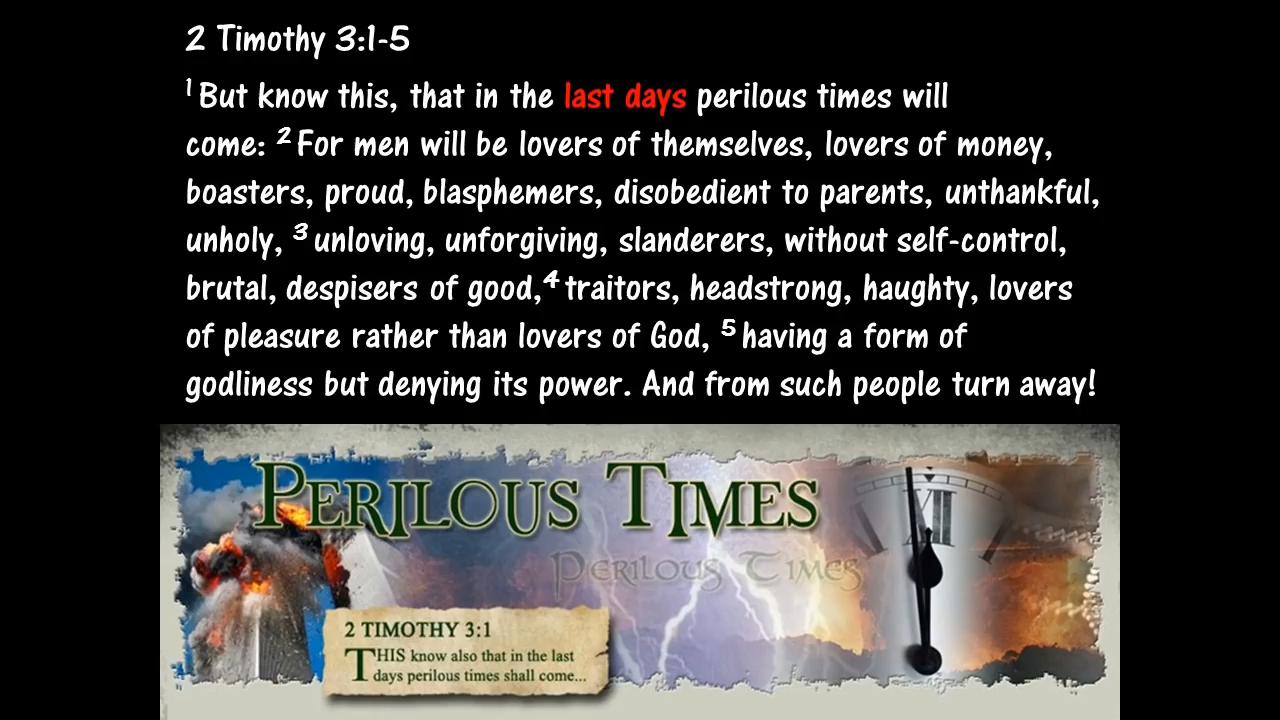 2 Timothy 3:1-5
1 But know this, that in the last days perilous times will
come: 2 For men will be lovers of themselves, lovers of money,
boasters, proud, blasphemers, disobedient to parents, unthankful,
unholy, 3 unloving, unforgiving, slanderers, without self-control,
brutal, despisers of good,4 traitors, headstrong, haughty, lovers
of pleasure rather than lovers of God, 5 having a form of
godliness but denying its power. And from such people turn away!
PERILOUS TIMES
PERILOUS TIMES
XII
2 TIMOTHY 3:1
THIS know also that in the last
days perilous times shall come...